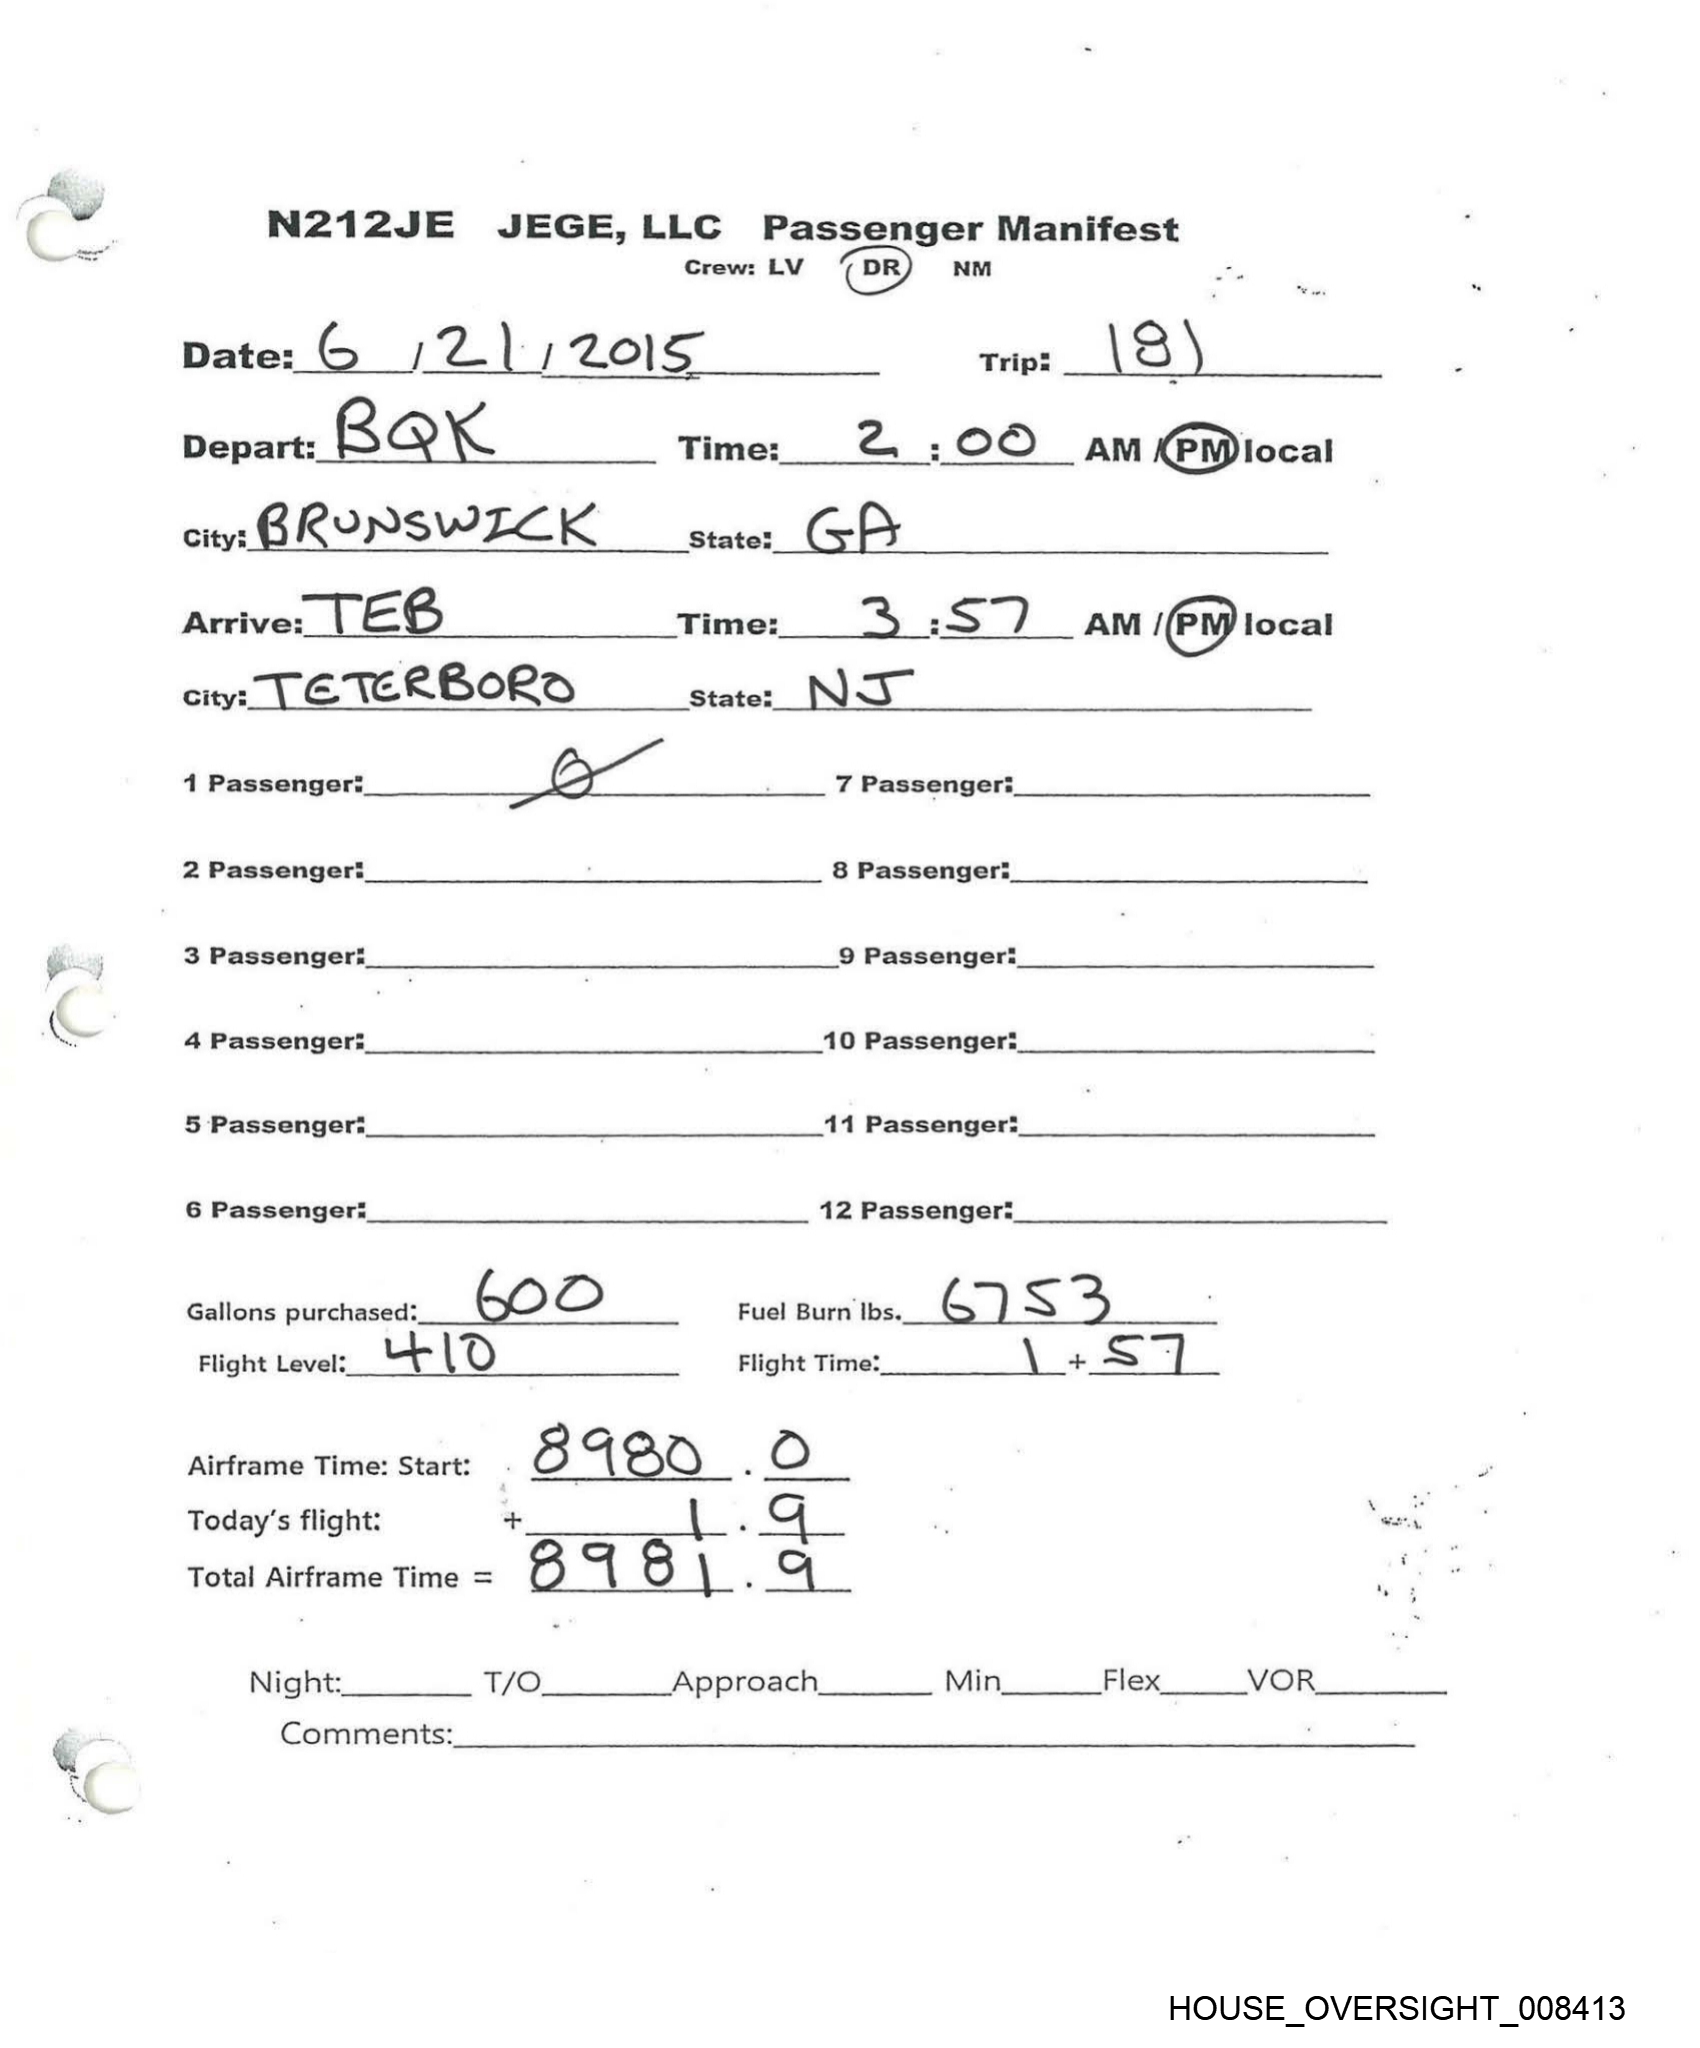 N212JE JEGE, LLC Passenger Manifest
Crew: LV DR NM
Date: 6 / 21 / 2015 Trip: 181
Depart: BQK Time: 2 : 00 AM / PM local
City: BRUNSWICK State: GA
Arrive: TEB Time: 3 : 57 AM / PM local
City: TETERBORO State: NJ
1 Passenger: 0 7 Passenger:
2 Passenger: 8 Passenger:
3 Passenger: 9 Passenger:
4 Passenger: 10 Passenger:
5 Passenger: 11 Passenger:
6 Passenger: 12 Passenger:
Gallons purchased: 600 Fuel Burn lbs. 6753
Flight Level: 410 Flight Time: 1 + 57
Airframe Time: Start: 8980 . 0
Today's flight: + 1 . 9
Total Airframe Time = 8981 . 9
Night: T/O Approach Min Flex VOR
Comments:
HOUSE_OVERSIGHT_008413